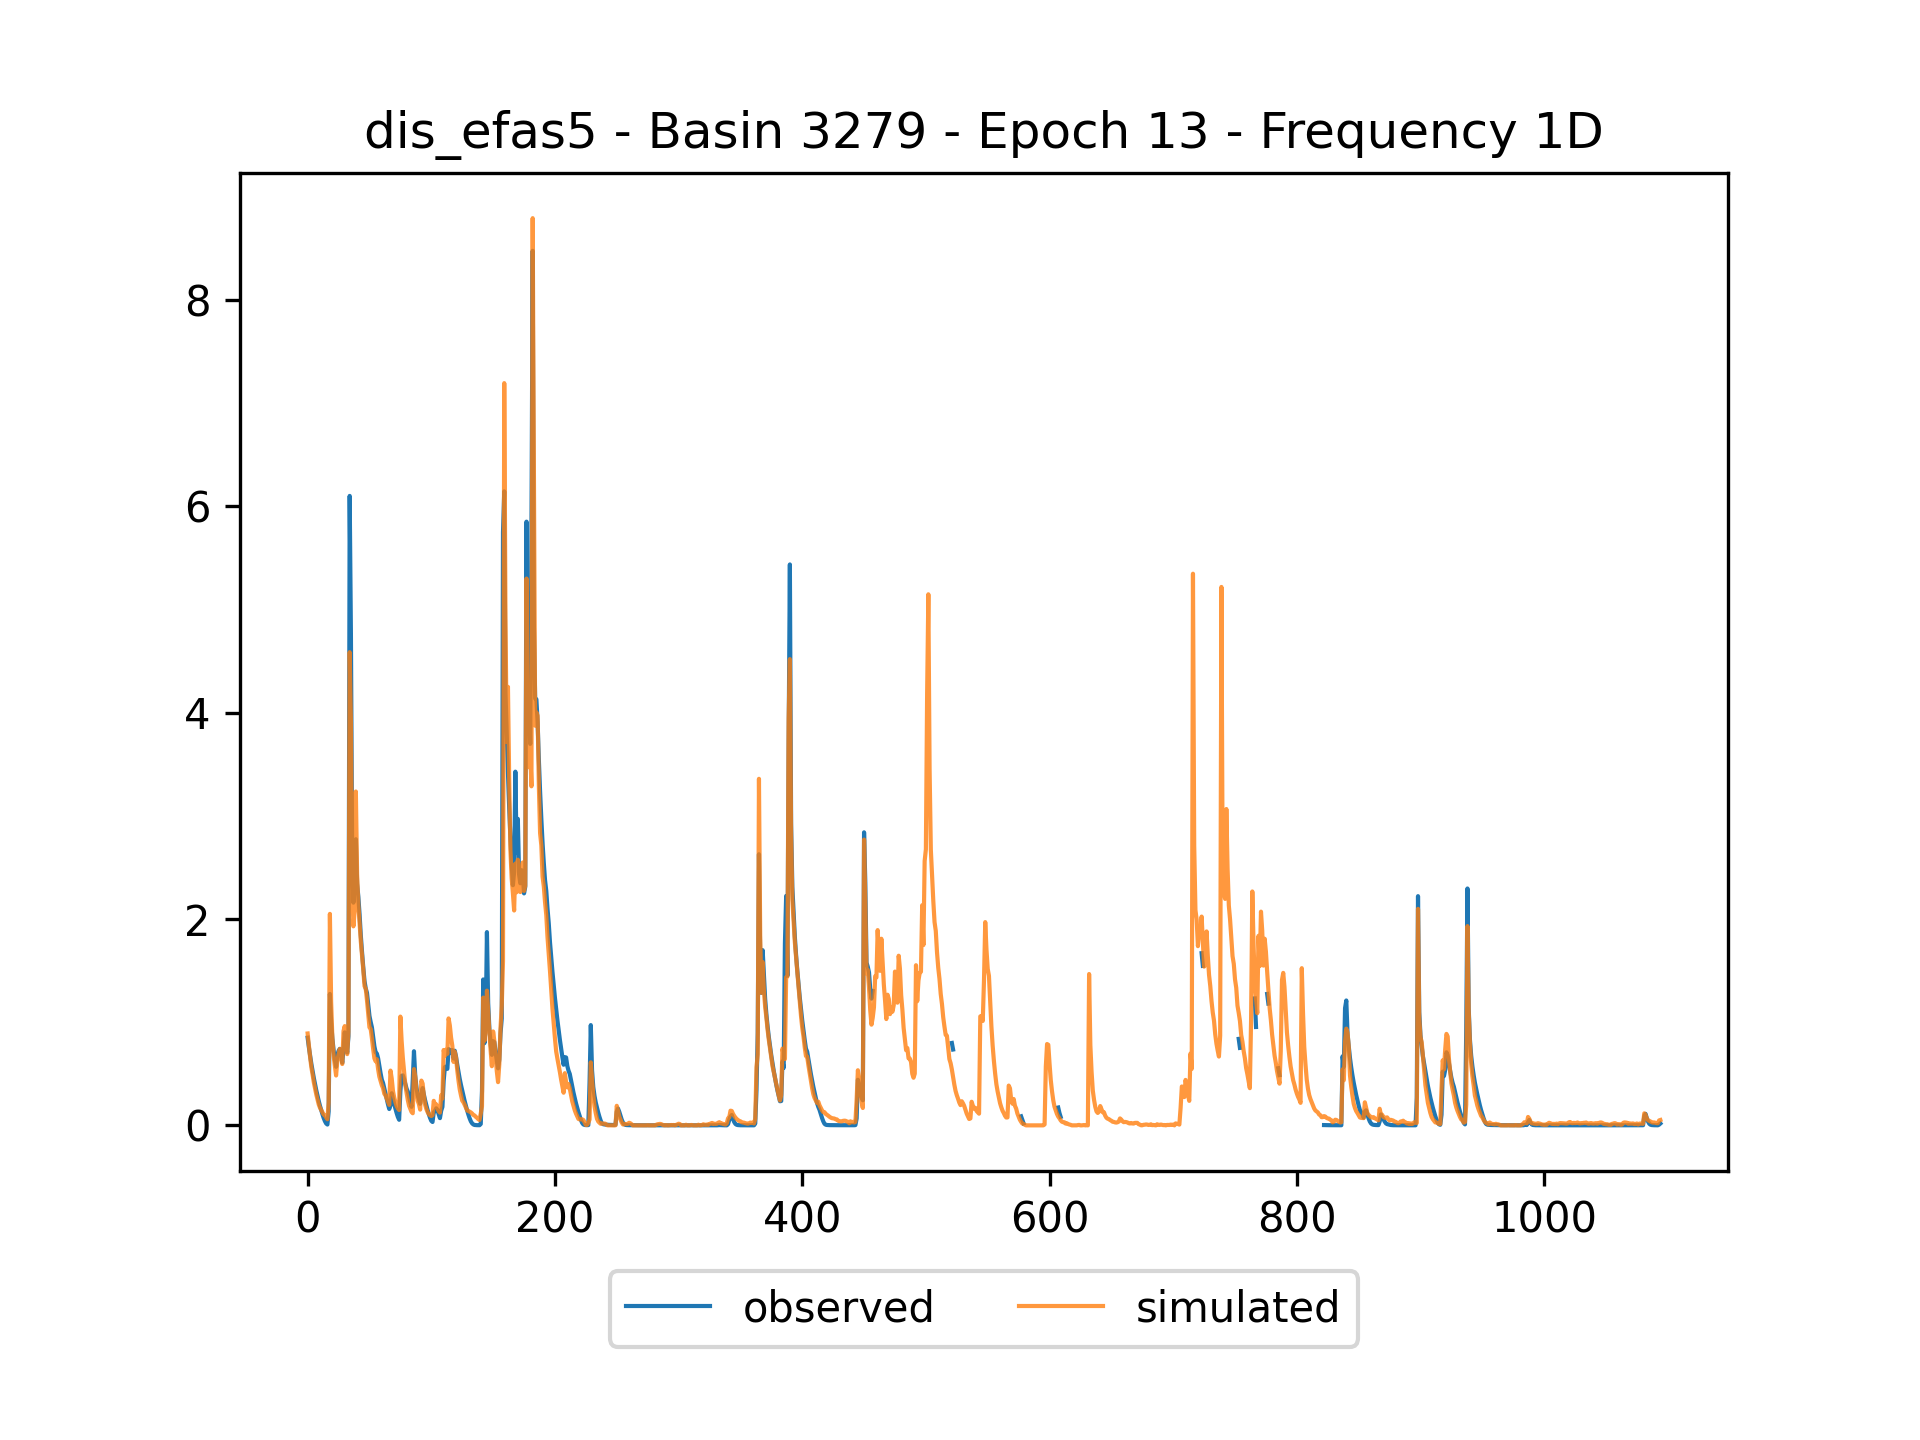 dis_efas5 - Basin 3279 - Epoch 13 - Frequency 1D
8
6
4
2
0
0 200 400 600 800 1000
observed simulated